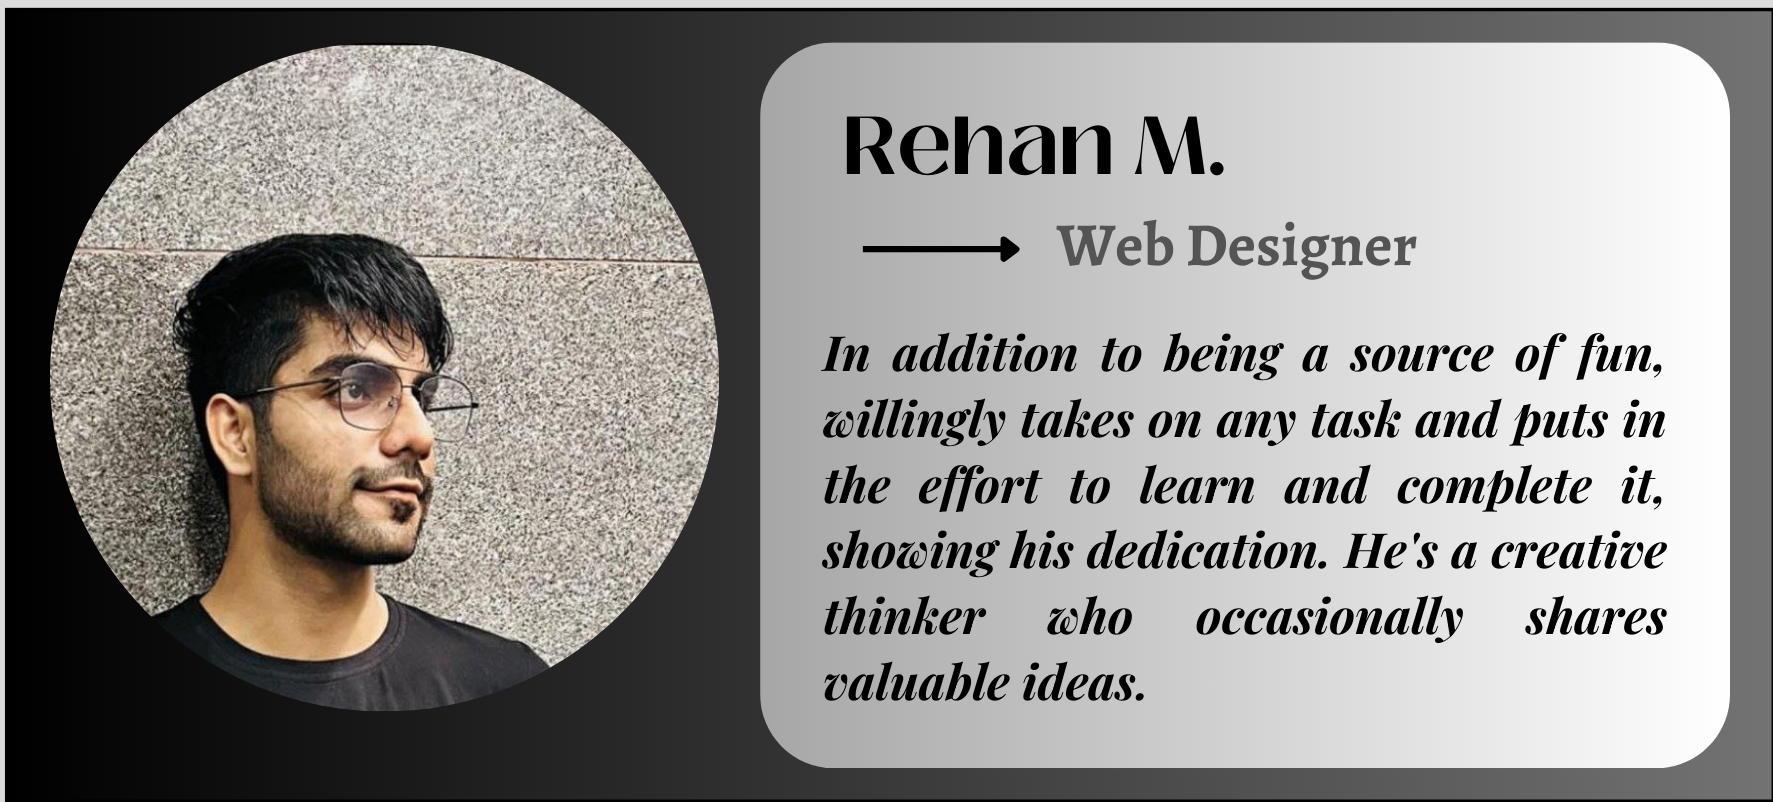 Rehan M.
Web Designer
In addition to being a source of fun,
willingly takes on any task and puts in
the effort to learn and complete it,
showing his dedication. He's a creative
thinker who occasionally shares
valuable ideas.